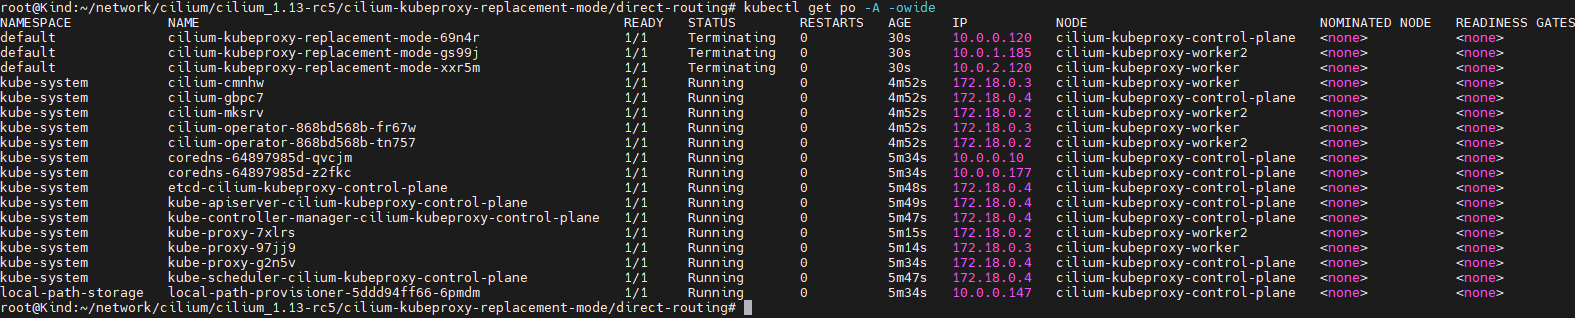 root@Kind:~/network/cilium/cilium_1.13-rc5/cilium-kubeproxy-replacement-mode/direct-routing# kubectl get po -A -owide
NAMESPACE NAME READY STATUS RESTARTS AGE IP NODE NOMINATED NODE READINESS GATES
default cilium-kubeproxy-replacement-mode-69n4r 1/1 Terminating 0 30s 10.0.0.120 cilium-kubeproxy-control-plane <none> <none>
default cilium-kubeproxy-replacement-mode-gs99j 1/1 Terminating 0 30s 10.0.1.185 cilium-kubeproxy-worker2 <none> <none>
default cilium-kubeproxy-replacement-mode-xxr5m 1/1 Terminating 0 30s 10.0.2.120 cilium-kubeproxy-worker <none> <none>
kube-system cilium-cmnhw 1/1 Running 0 4m52s 172.18.0.3 cilium-kubeproxy-worker <none> <none>
kube-system cilium-gbpc7 1/1 Running 0 4m52s 172.18.0.4 cilium-kubeproxy-control-plane <none> <none>
kube-system cilium-mksrv 1/1 Running 0 4m52s 172.18.0.2 cilium-kubeproxy-worker2 <none> <none>
kube-system cilium-operator-868bd568b-fr67w 1/1 Running 0 4m52s 172.18.0.3 cilium-kubeproxy-worker <none> <none>
kube-system cilium-operator-868bd568b-tn757 1/1 Running 0 4m52s 172.18.0.2 cilium-kubeproxy-worker2 <none> <none>
kube-system coredns-64897985d-qvcjm 1/1 Running 0 5m34s 10.0.0.10 cilium-kubeproxy-control-plane <none> <none>
kube-system coredns-64897985d-z2fkc 1/1 Running 0 5m34s 10.0.0.177 cilium-kubeproxy-control-plane <none> <none>
kube-system etcd-cilium-kubeproxy-control-plane 1/1 Running 0 5m48s 172.18.0.4 cilium-kubeproxy-control-plane <none> <none>
kube-system kube-apiserver-cilium-kubeproxy-control-plane 1/1 Running 0 5m49s 172.18.0.4 cilium-kubeproxy-control-plane <none> <none>
kube-system kube-controller-manager-cilium-kubeproxy-control-plane 1/1 Running 0 5m47s 172.18.0.4 cilium-kubeproxy-control-plane <none> <none>
kube-system kube-proxy-7xlrs 1/1 Running 0 5m15s 172.18.0.2 cilium-kubeproxy-worker2 <none> <none>
kube-system kube-proxy-97jj9 1/1 Running 0 5m14s 172.18.0.3 cilium-kubeproxy-worker <none> <none>
kube-system kube-proxy-g2n5v 1/1 Running 0 5m34s 172.18.0.4 cilium-kubeproxy-control-plane <none> <none>
kube-system kube-scheduler-cilium-kubeproxy-control-plane 1/1 Running 0 5m47s 172.18.0.4 cilium-kubeproxy-control-plane <none> <none>
local-path-storage local-path-provisioner-5ddd94ff66-6pmdm 1/1 Running 0 5m34s 10.0.0.147 cilium-kubeproxy-control-plane <none> <none>
root@Kind:~/network/cilium/cilium_1.13-rc5/cilium-kubeproxy-replacement-mode/direct-routing#